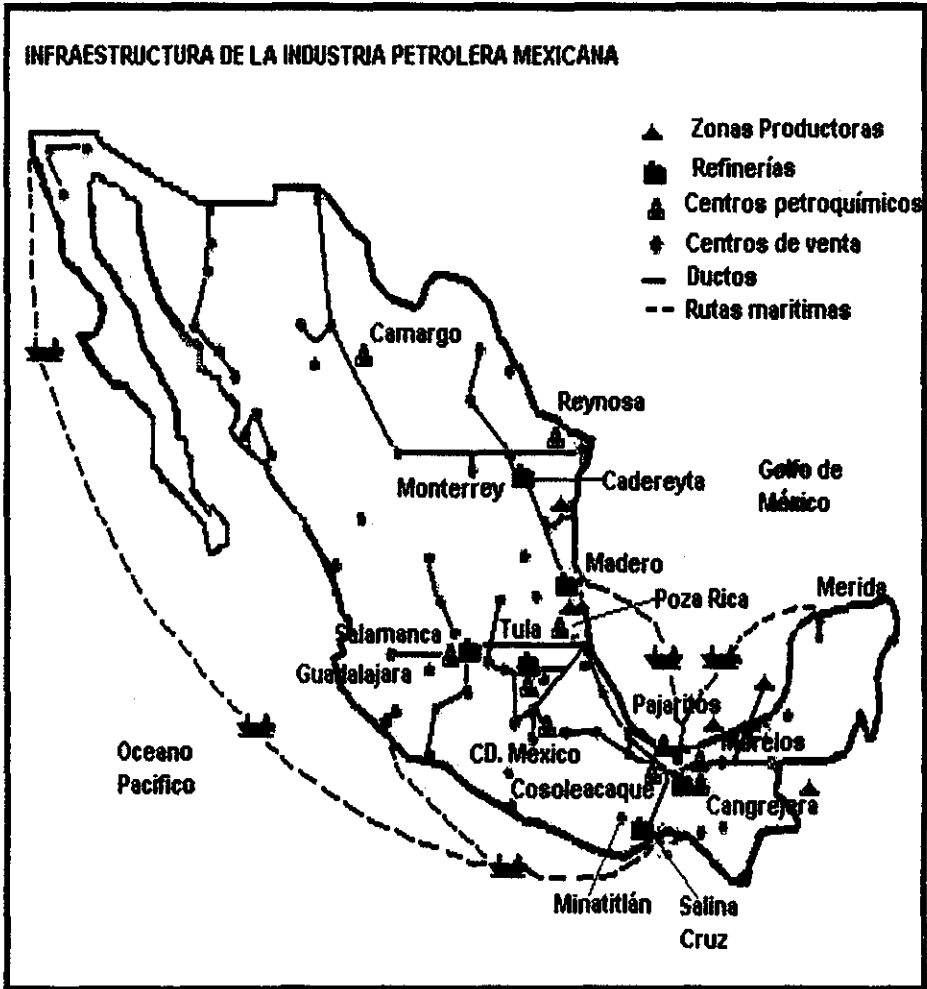 INFRAESTRUCTURA DE LA INDUSTRIA PETROLERA MEXICANA
Zonas Productoras
Refinerías
Centros petroquímicos
Centros de venta
Ductos
Rutas maritimas
Camargo
Reynosa
Monterrey
Cadereyta
Golfo de
México
Madero
Merida
Poza Rica
Salamanca
Tula
Guadalajara
Pajaritos
Oceano
Pacifico
CD. México
Morelos
Cosoleacaque
Cangrejera
Minatitlán
Salina
Cruz